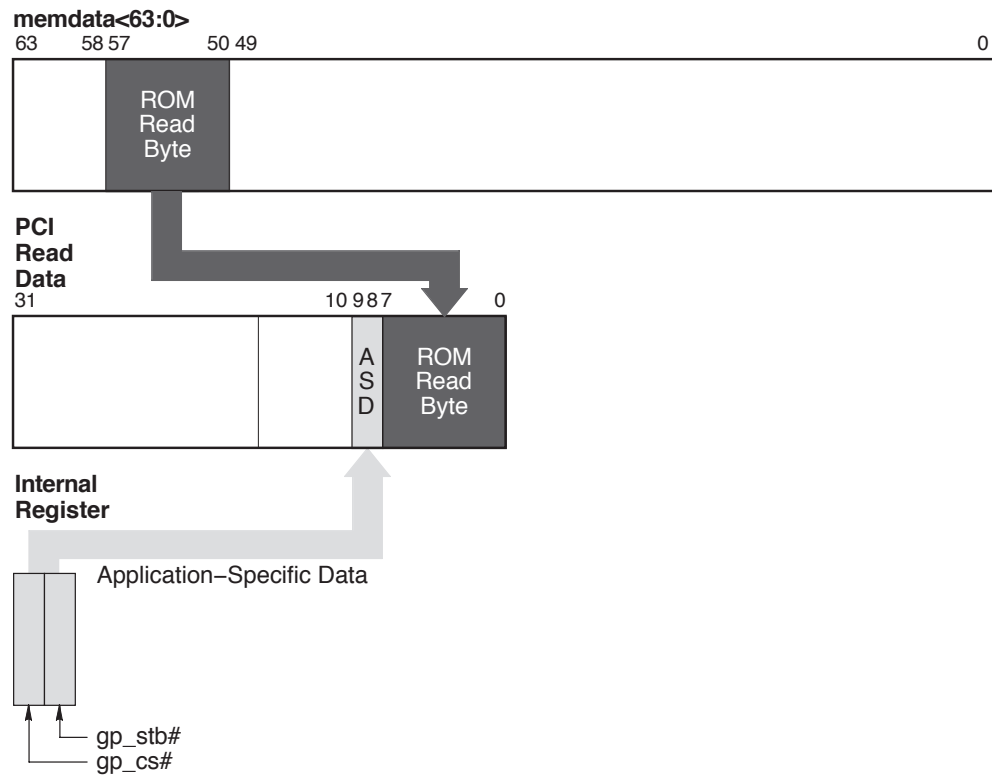 memdata<63:0>
63 58 57 50 49 0
ROM
Read
Byte
PCI
Read
Data
31 10 9 8 7 0
A
S
D
ROM
Read
Byte
Internal
Register
Application–Specific Data
gp_stb#
gp_cs#